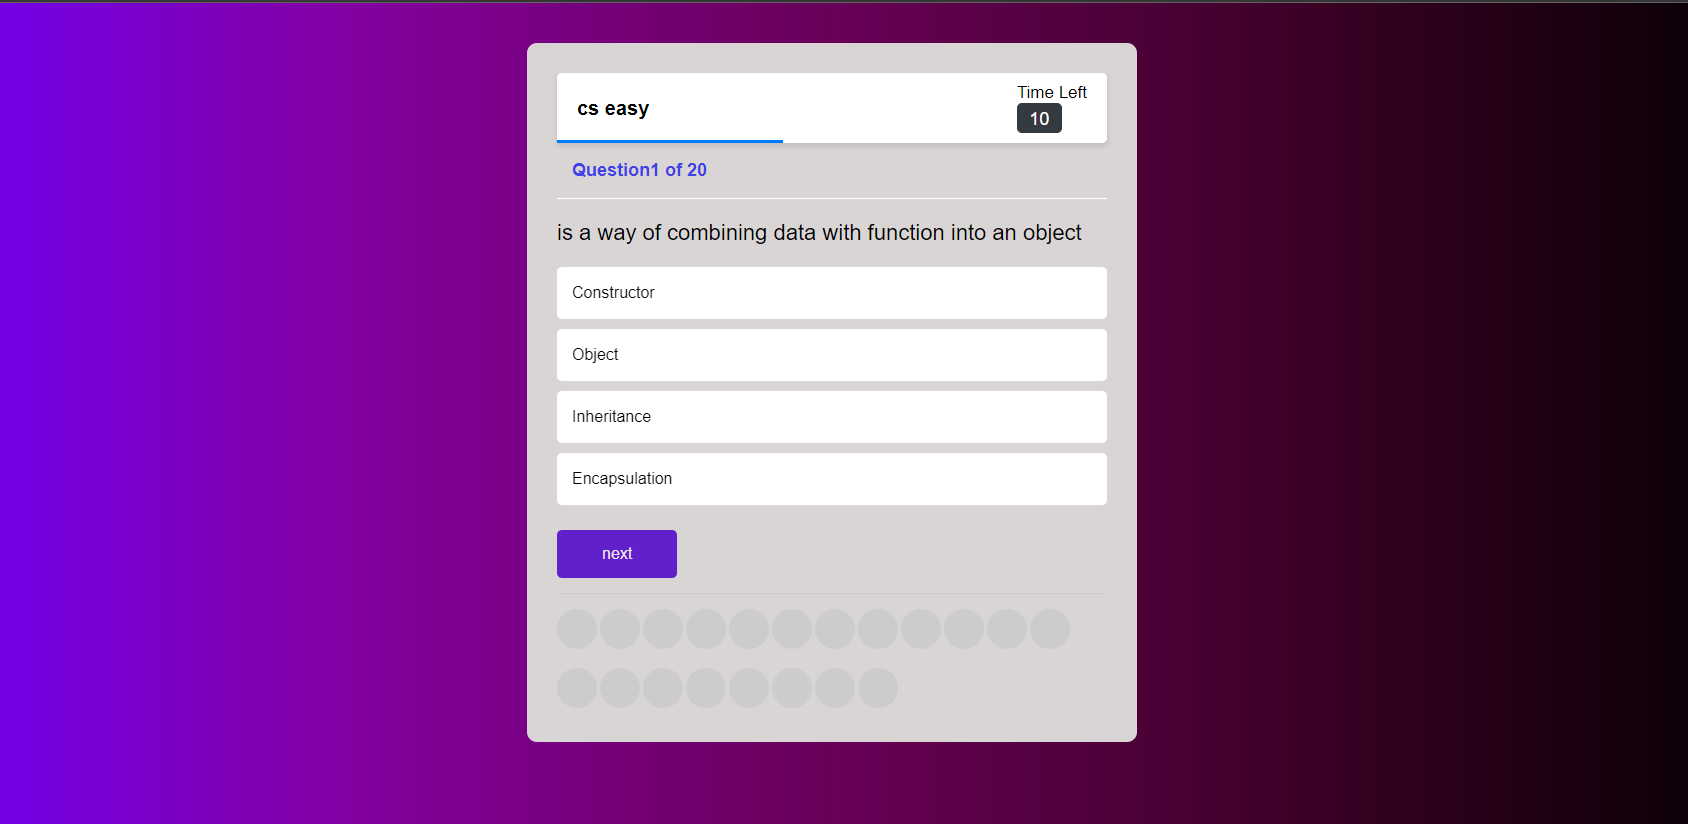 cs easy
Time Left
10
Question1 of 20
is a way of combining data with function into an object
Constructor
Object
Inheritance
Encapsulation
next